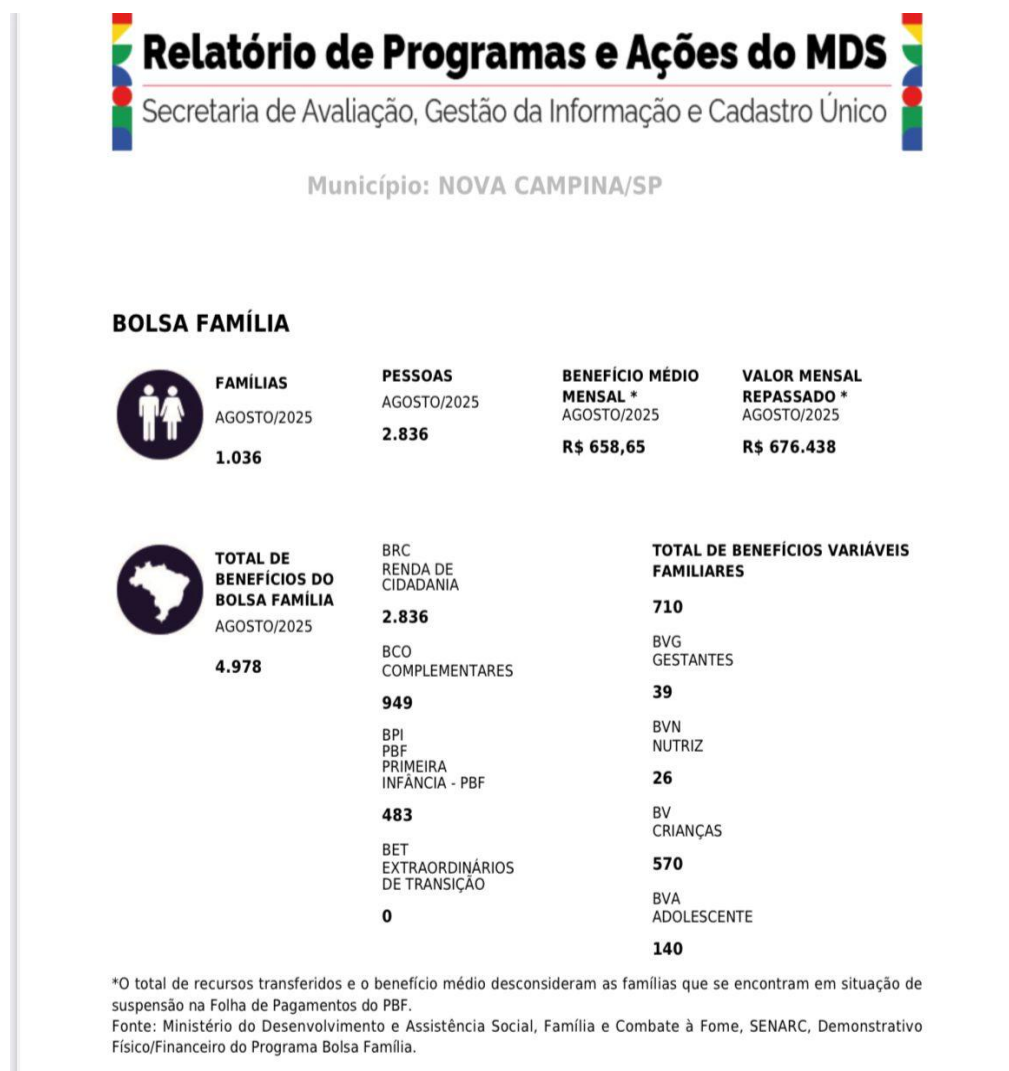 Relatório de Programas e Ações do MDS
Secretaria de Avaliação, Gestão da Informação e Cadastro Único
Município: NOVA CAMPINA/SP
BOLSA FAMÍLIA
FAMÍLIAS
AGOSTO/2025
1.036
PESSOAS
AGOSTO/2025
2.836
BENEFÍCIO MÉDIO
MENSAL *
AGOSTO/2025
R$ 658,65
VALOR MENSAL
REPASSADO *
AGOSTO/2025
R$ 676.438
TOTAL DE
BENEFÍCIOS DO
BOLSA FAMÍLIA
AGOSTO/2025
4.978
BRC
RENDA DE
CIDADANIA
2.836
BCO
COMPLEMENTARES
949
BPI
PBF
PRIMEIRA
INFÂNCIA - PBF
483
BET
EXTRAORDINÁRIOS
DE TRANSIÇÃO
0
TOTAL DE BENEFÍCIOS VARIÁVEIS
FAMILIARES
710
BVG
GESTANTES
39
BVN
NUTRIZ
26
BV
CRIANÇAS
570
BVA
ADOLESCENTE
140
*O total de recursos transferidos e o benefício médio desconsideram as famílias que se encontram em situação de
suspensão na Folha de Pagamentos do PBF.
Fonte: Ministério do Desenvolvimento e Assistência Social, Família e Combate à Fome, SENARC, Demonstrativo
Físico/Financeiro do Programa Bolsa Família.